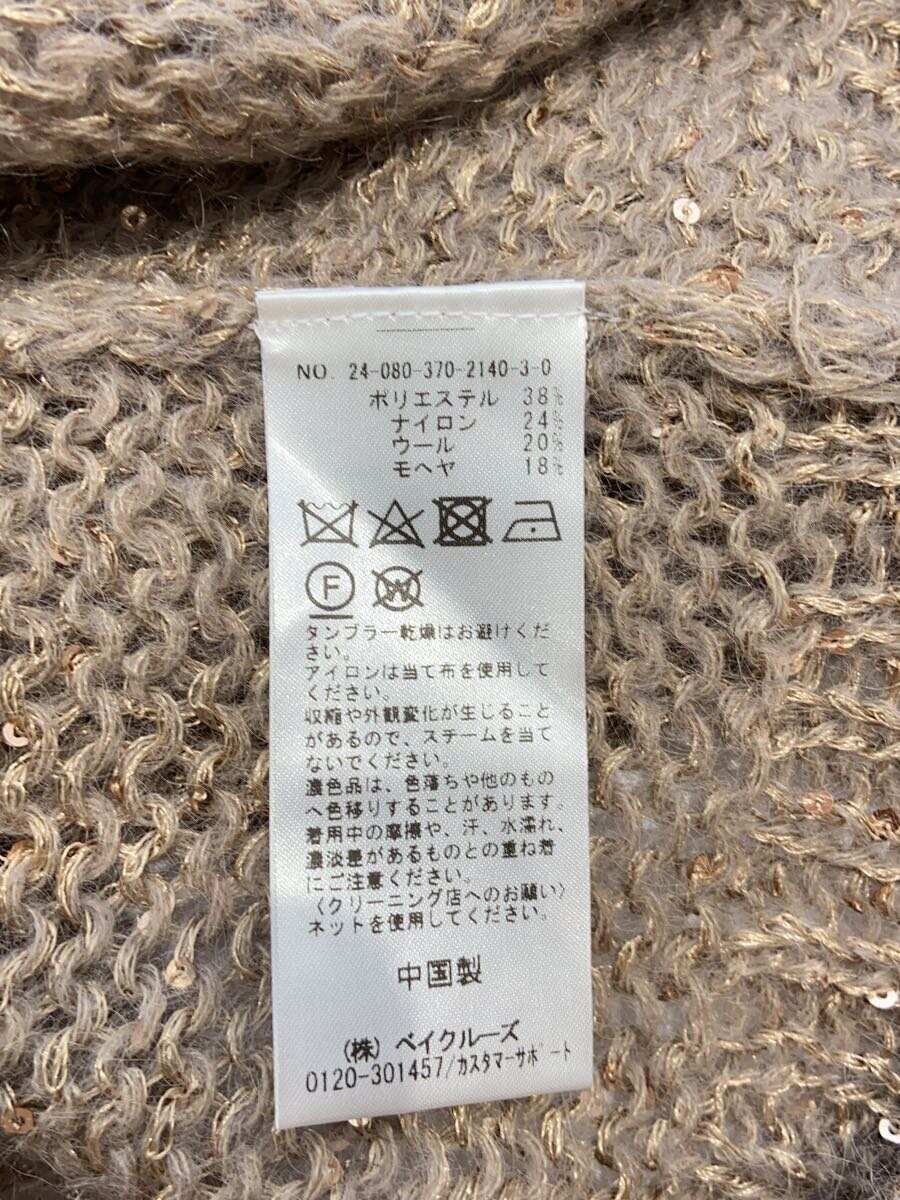 NO. 24-080-370-2140-3-0
ポリエステル 38%
ナイロン 24%
ウール 20%
モヘヤ 18%
F
W
タンブラー乾燥はお避けくだ
さい。
アイロンは当て布を使用して
ください。
収縮や外観変化が生じること
があるので、スチームを当て
ないでください。
濃色品は、色落ちや他のもの
へ色移りすることがあります。
着用中の摩擦や、汗、水濡れ、
濃淡差があるものとの重ね着
にご注意ください。
〈クリーニング店へのお願い〉
ネットを使用してください。
中国製
(株) ベイクルーズ
0120-301457/カスタマーサポート